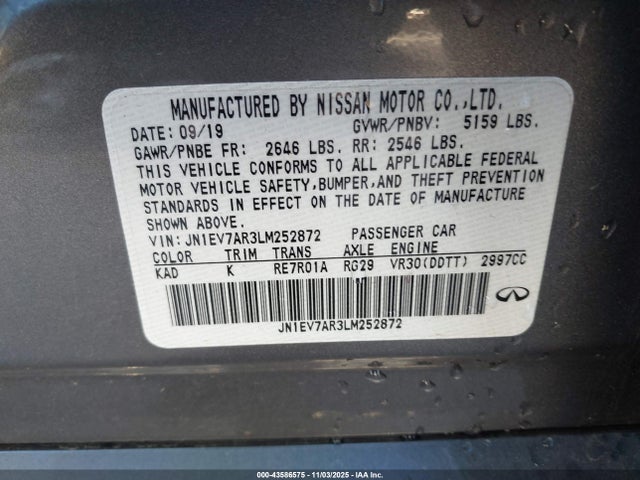 MANUFACTURED BY NISSAN MOTOR CO.,LTD.
DATE: 09/19 GVWR/PNBV: 5159 LBS.
GAWR/PNBE FR: 2646 LBS. RR: 2546 LBS.
THIS VEHICLE CONFORMS TO ALL APPLICABLE FEDERAL
MOTOR VEHICLE SAFETY,BUMPER,AND THEFT PREVENTION
STANDARDS IN EFFECT ON THE DATE OF MANUFACTURE
SHOWN ABOVE.
VIN: JN1EV7AR3LM252872 PASSENGER CAR
COLOR TRIM TRANS AXLE ENGINE
KAD K RE7R01A RG29 VR30(DDTT) 2997CC
JN1EV7AR3LM252872
000-43586575 - 11/03/2025 - IAA Inc.